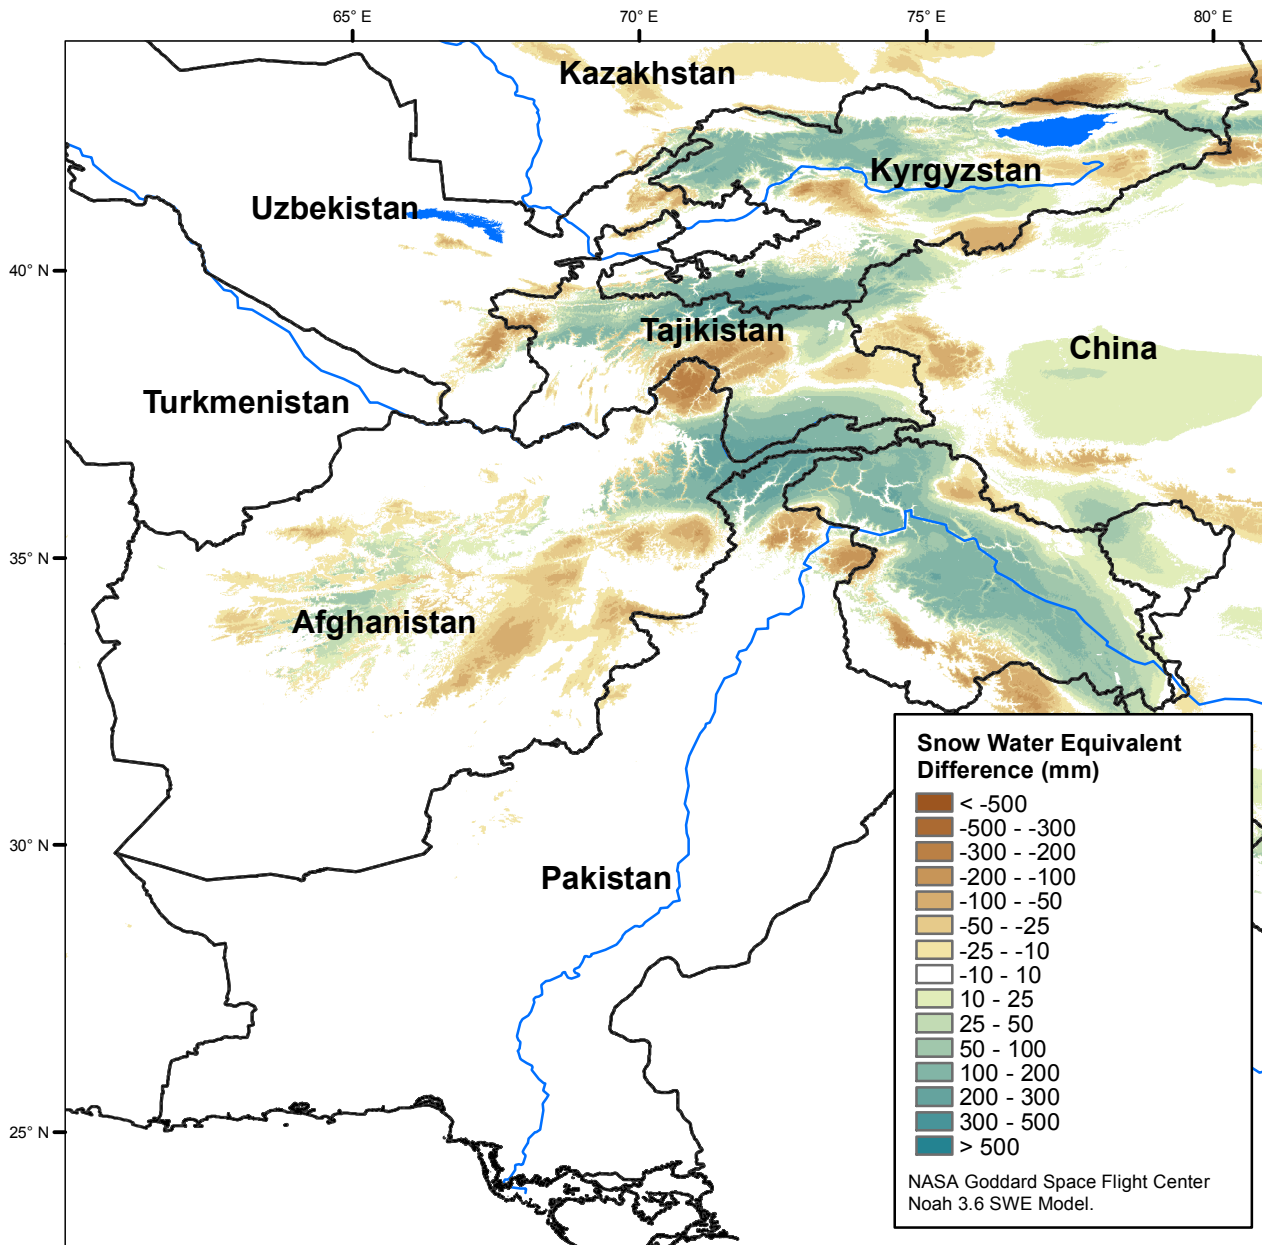 65° E
70° E
75° E
80° E
Kazakhstan
Kyrgyzstan
Uzbekistan
40° N
Tajikistan
China
Turkmenistan
35° N
Afghanistan
Snow Water Equivalent
Difference (mm)
< -500
-500 - -300
-300 - -200
-200 - -100
-100 - -50
-50 - -25
-25 - -10
-10 - 10
10 - 25
25 - 50
50 - 100
100 - 200
200 - 300
300 - 500
> 500
NASA Goddard Space Flight Center
Noah 3.6 SWE Model.
30° N
Pakistan
25° N